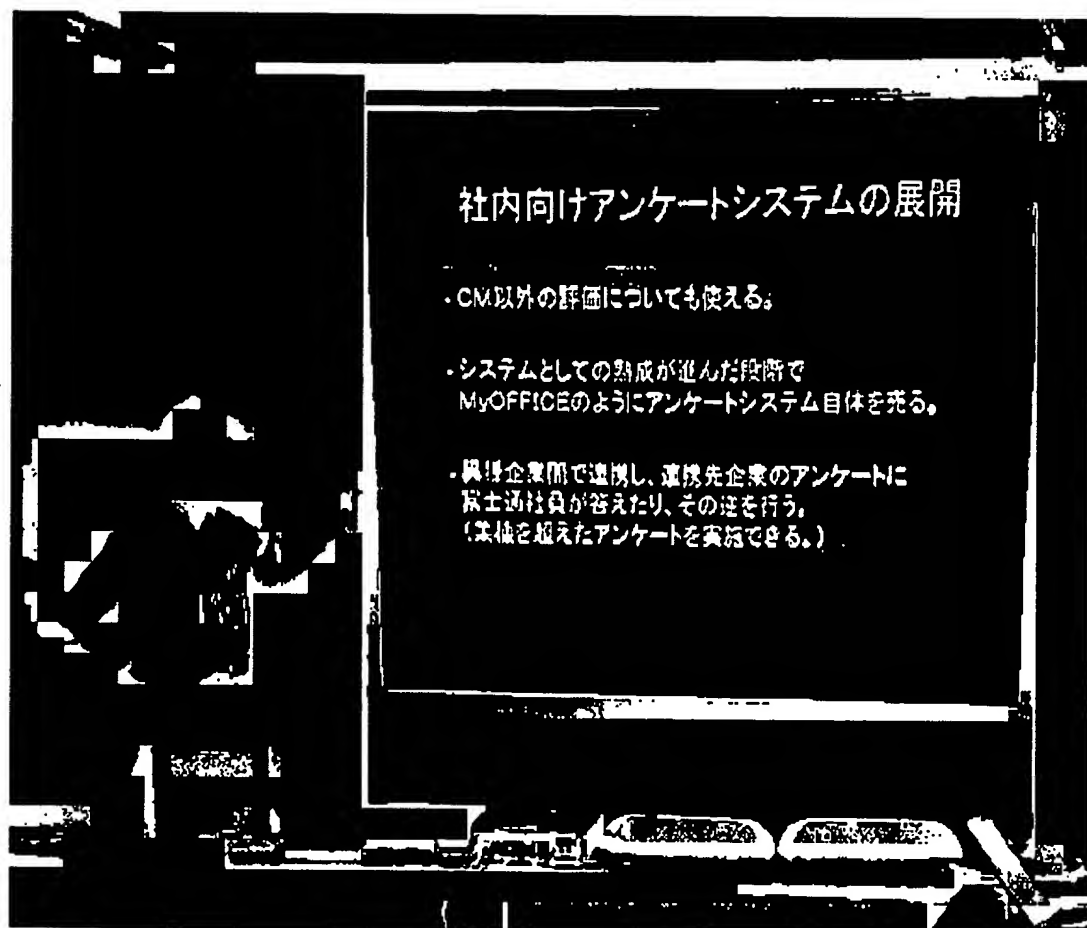 社内向けアンケートシステムの展開
・CM以外の評価についても使える。
・システムとしての熟成が進んだ段階で
MyOFFICEのようにアンケートシステム自体を売る。
・異業企業間で連携し、連携先企業のアンケートに
富士通社員が答えたり、その逆を行う。
(業種を超えたアンケートを実施できる。)